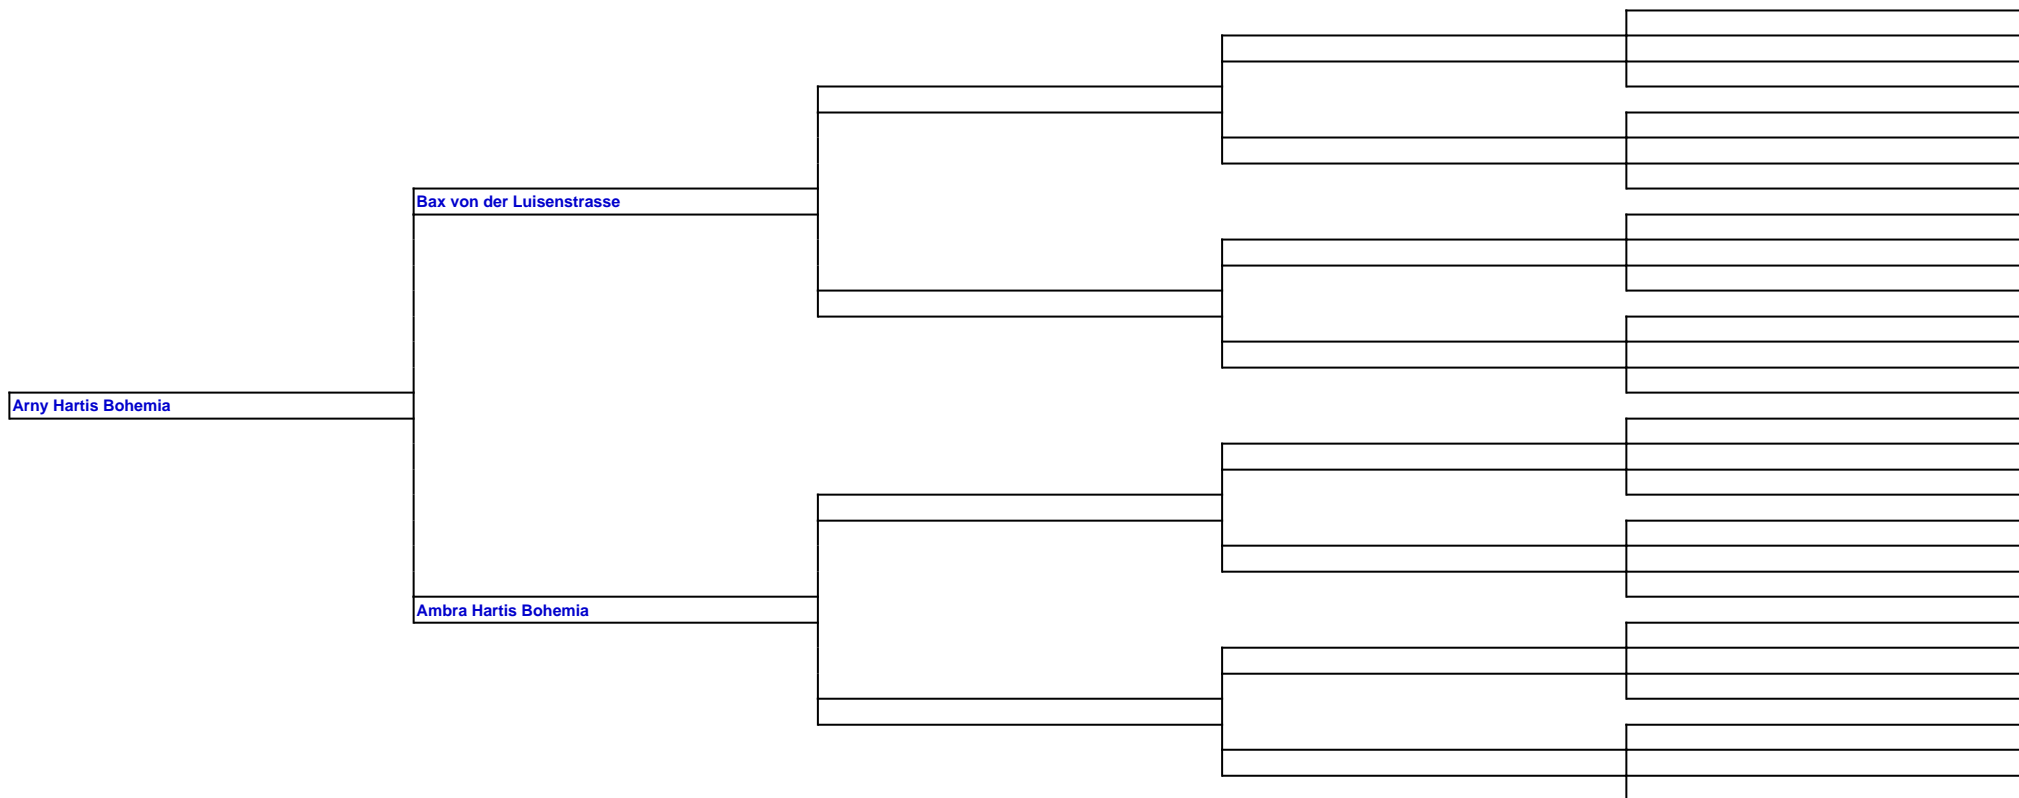 Bax von der Luisenstrasse
Arny Hartis Bohemia
Ambra Hartis Bohemia